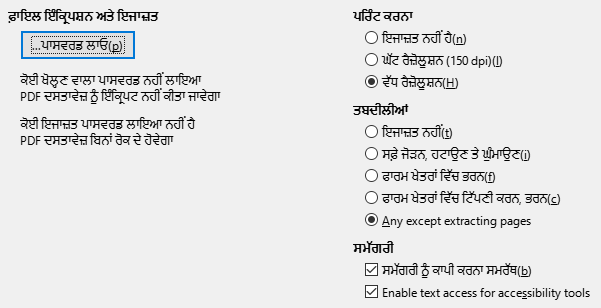 ਫ਼ਾਇਲ ਇੰਕ੍ਰਿਪਸ਼ਨ ਅਤੇ ਇਜਾਜ਼ਤ
...ਪਾਸਵਰਡ ਲਾਓ(p)
ਕੋਈ ਖੋਲ੍ਹਣ ਵਾਲਾ ਪਾਸਵਰਡ ਨਹੀਂ ਲਾਇਆ
PDF ਦਸਤਾਵੇਜ਼ ਨੂੰ ਇੰਕ੍ਰਿਪਟ ਨਹੀਂ ਕੀਤਾ ਜਾਵੇਗਾ
ਕੋਈ ਇਜਾਜ਼ਤ ਪਾਸਵਰਡ ਲਾਇਆ ਨਹੀਂ ਹੈ
PDF ਦਸਤਾਵੇਜ਼ ਬਿਨਾਂ ਰੋਕ ਦੇ ਹੋਵੇਗਾ
ਪਰਿੰਟ ਕਰਨਾ
ਇਜਾਜ਼ਤ ਨਹੀਂ ਹੈ(n)
ਘੱਟ ਰੈਜ਼ੋਲੂਸ਼ਨ (150 dpi)(l)
ਵੱਧ ਰੈਜ਼ੋਲੂਸ਼ਨ(H)
ਤਬਦੀਲੀਆਂ
ਇਜਾਜ਼ਤ ਨਹੀਂ(t)
ਸਫ਼ੇ ਜੋੜਨ, ਹਟਾਉਣ ਤੇ ਘੁੰਮਾਉਣ(i)
ਫਾਰਮ ਖੇਤਰਾਂ ਵਿੱਚ ਭਰਨ(f)
ਫਾਰਮ ਖੇਤਰਾਂ ਵਿੱਚ ਟਿੱਪਣੀ ਕਰਨ, ਭਰਨ(c)
Any except extracting pages
ਸਮੱਗਰੀ
ਸਮੱਗਰੀ ਨੂੰ ਕਾਪੀ ਕਰਨਾ ਸਮਰੱਥ(b)
Enable text access for accessibility tools